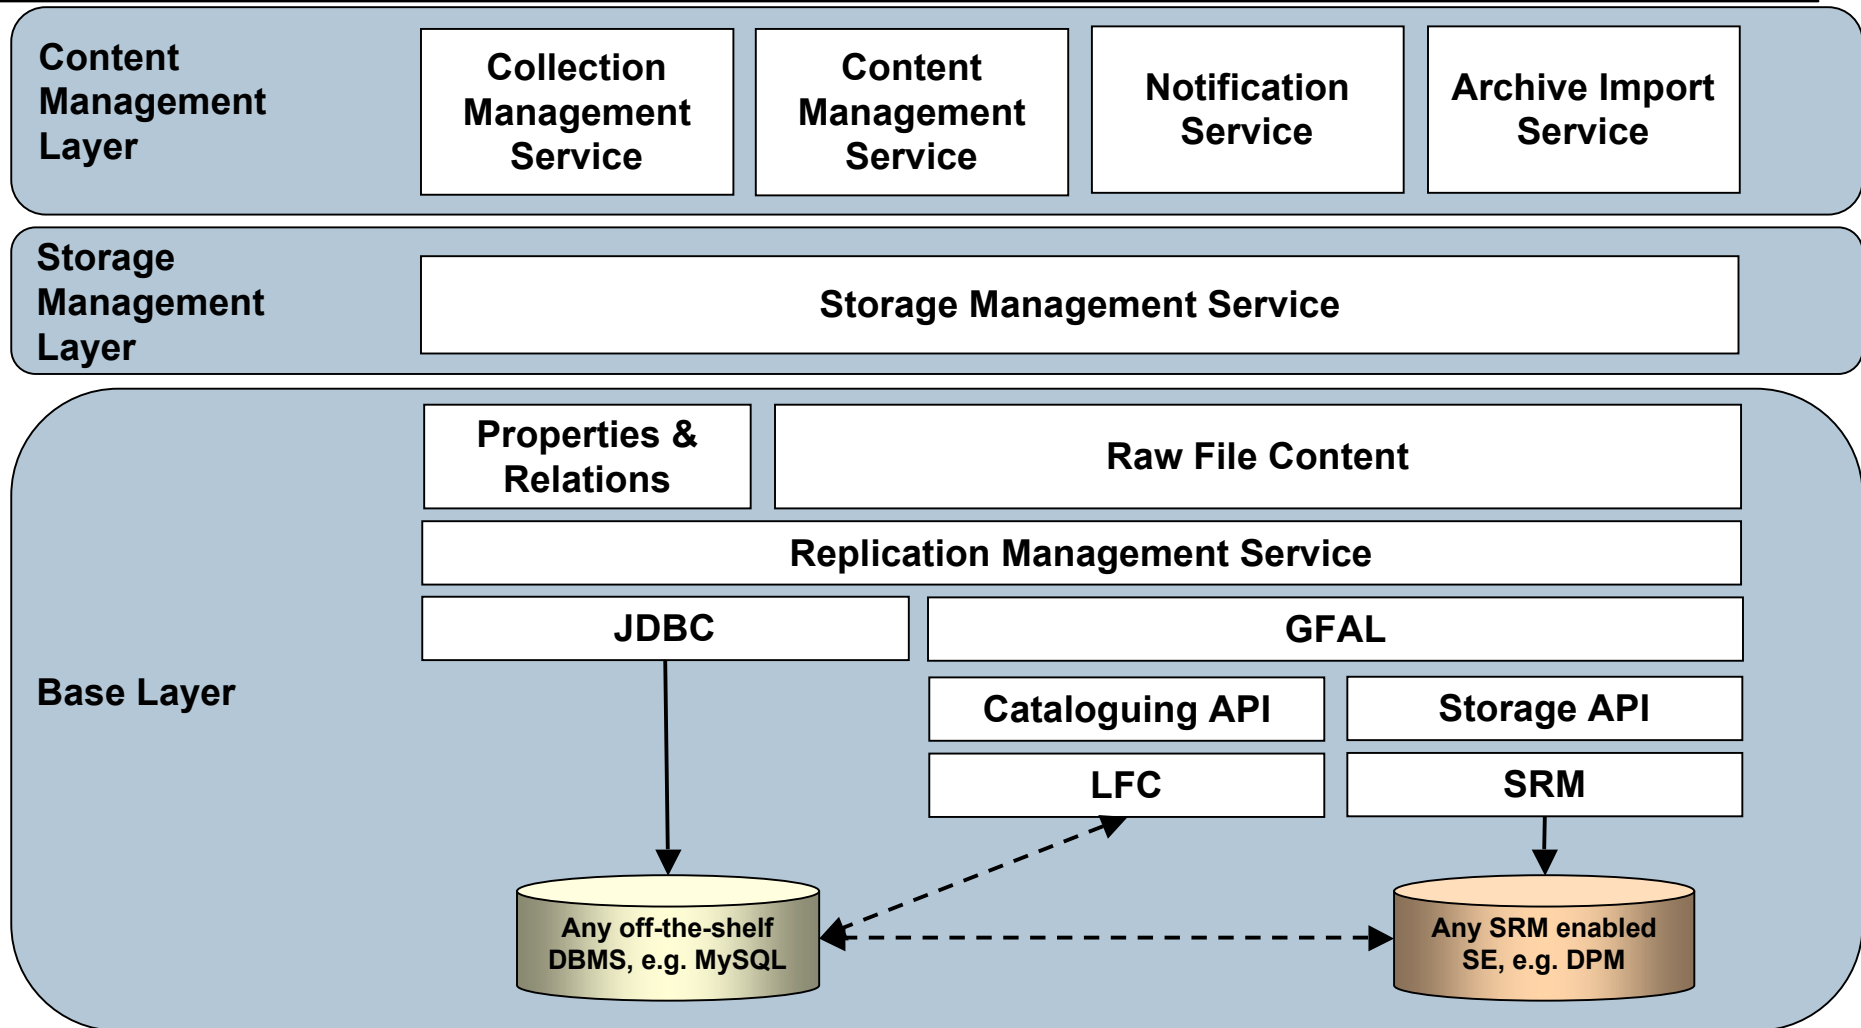 Content
Management
Layer
Collection
Management
Service
Content
Management
Service
Notification
Service
Archive Import
Service
Storage
Management
Layer
Storage Management Service
Properties &
Relations
Raw File Content
Replication Management Service
JDBC
GFAL
Base Layer
Cataloguing API
Storage API
LFC
SRM
Any off-the-shelf
DBMS, e.g. MySQL
Any SRM enabled
SE, e.g. DPM